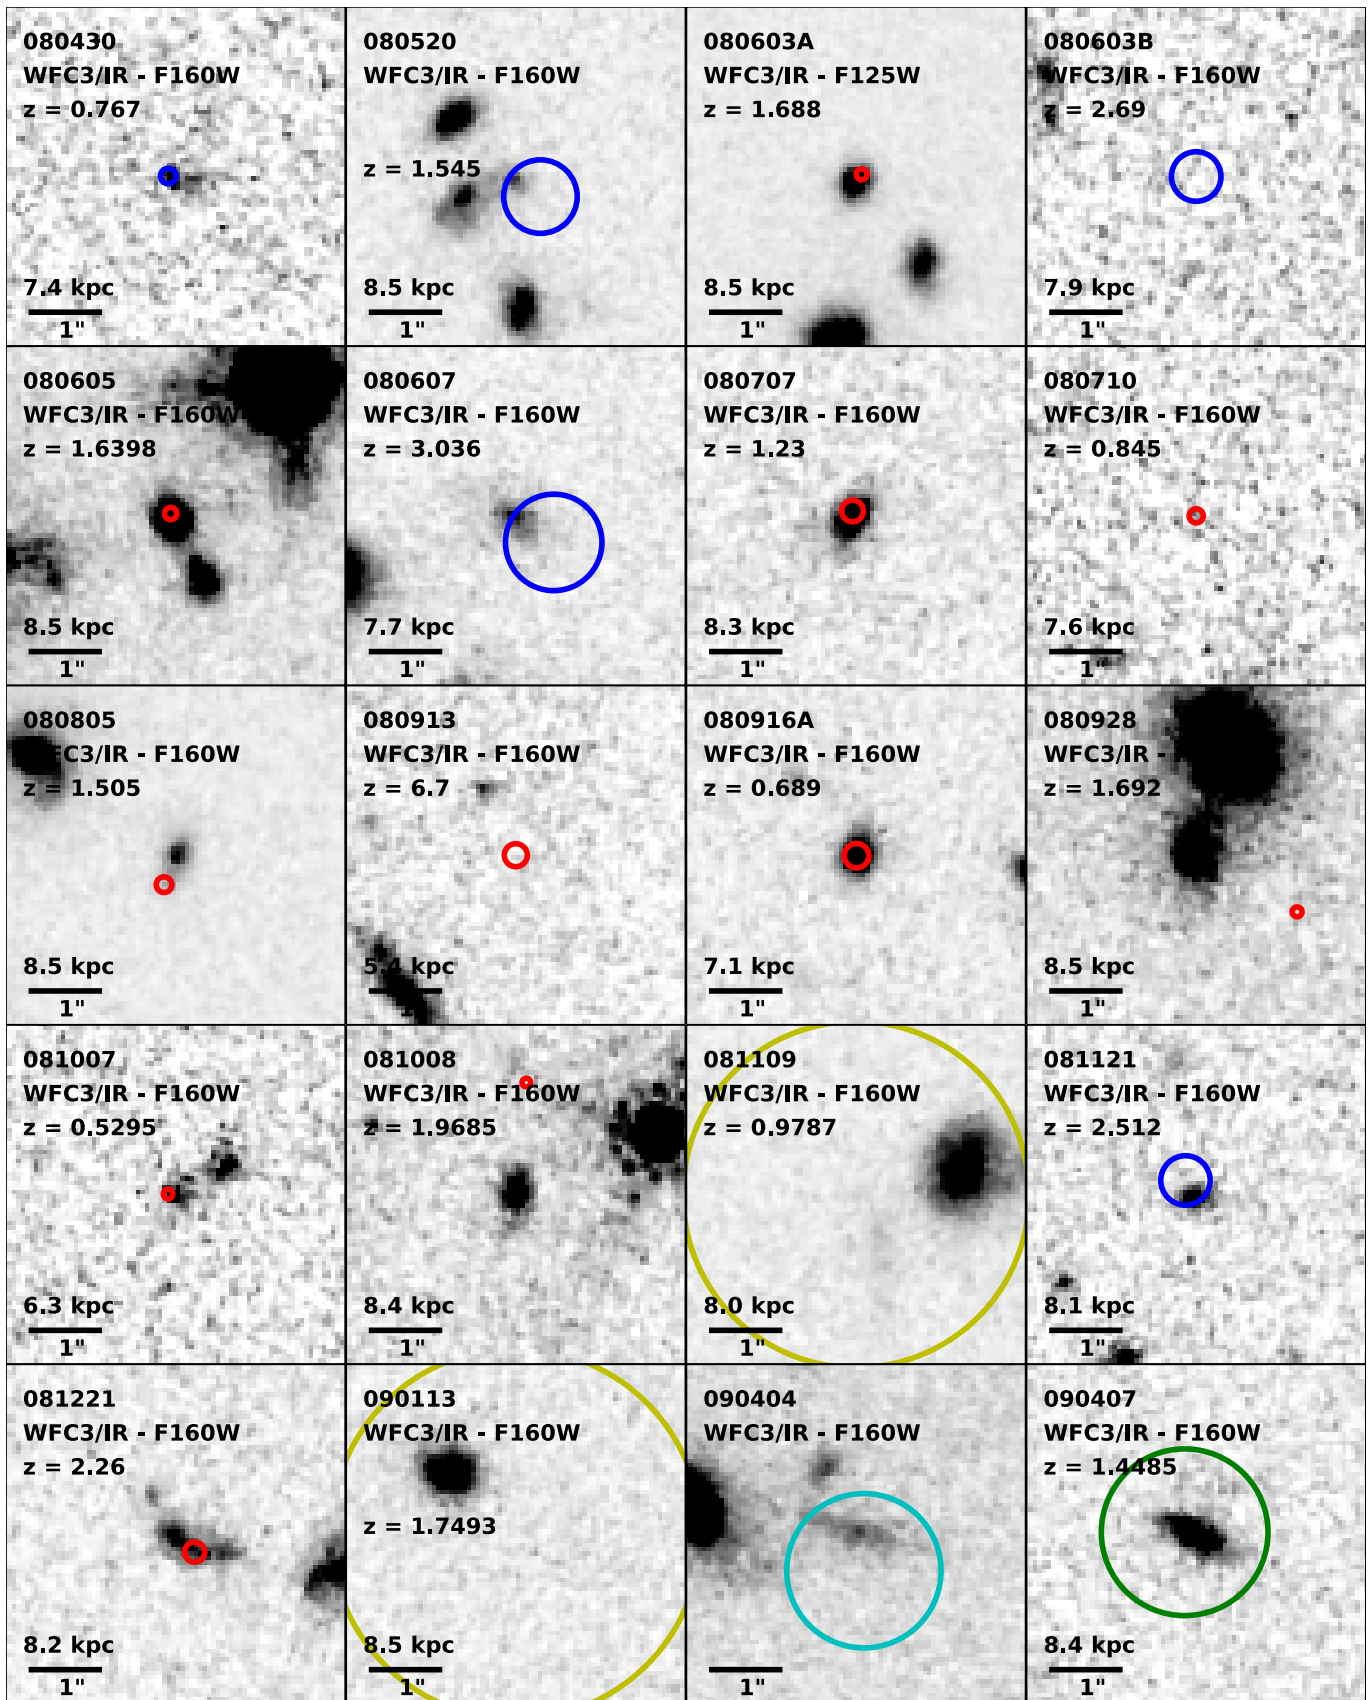 080430
WFC3/IR - F160W
z = 0.767
7.4 kpc
1"
080520
WFC3/IR - F160W
z = 1.545
8.5 kpc
1"
080603A
WFC3/IR - F125W
z = 1.688
8.5 kpc
1"
080603B
WFC3/IR - F160W
z = 2.69
7.9 kpc
1"
080605
WFC3/IR - F160W
z = 1.6398
8.5 kpc
1"
080607
WFC3/IR - F160W
z = 3.036
7.7 kpc
1"
080707
WFC3/IR - F160W
z = 1.23
8.3 kpc
1"
080710
WFC3/IR - F160W
z = 0.845
7.6 kpc
1"
080805
WFC3/IR - F160W
z = 1.505
8.5 kpc
1"
080913
WFC3/IR - F160W
z = 6.7
5.4 kpc
1"
080916A
WFC3/IR - F160W
z = 0.689
7.1 kpc
1"
080928
WFC3/IR -
z = 1.692
8.5 kpc
1"
081007
WFC3/IR - F160W
z = 0.5295
6.3 kpc
1"
081008
WFC3/IR - F160W
z = 1.9685
8.4 kpc
1"
081109
WFC3/IR - F160W
z = 0.9787
8.0 kpc
1"
081121
WFC3/IR - F160W
z = 2.512
8.1 kpc
1"
081221
WFC3/IR - F160W
z = 2.26
8.2 kpc
1"
090113
WFC3/IR - F160W
z = 1.7493
8.5 kpc
1"
090404
WFC3/IR - F160W
1"
090407
WFC3/IR - F160W
z = 1.4485
8.4 kpc
1"